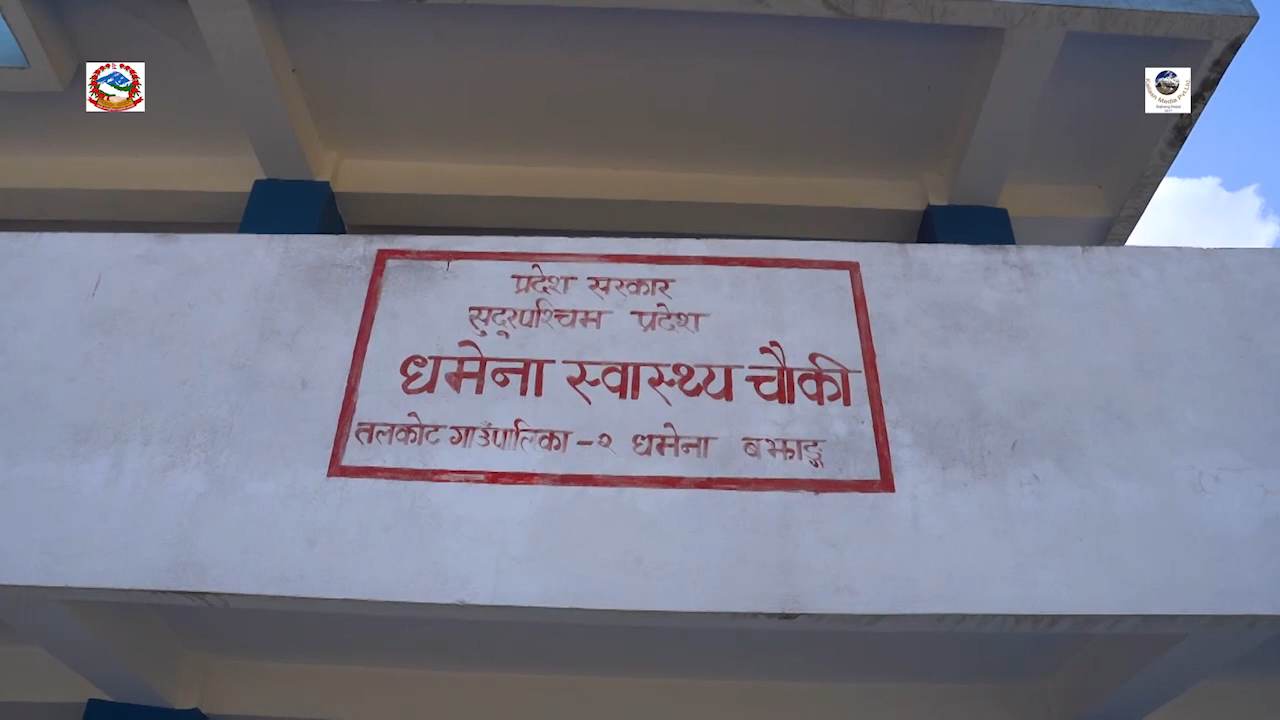 प्रदेश सरकार
सुदूरपश्चिम प्रदेश
धमेना स्वास्थ्य चौकी
तलकोट गाउँपालिका -२ धमेना बझाङ्ग